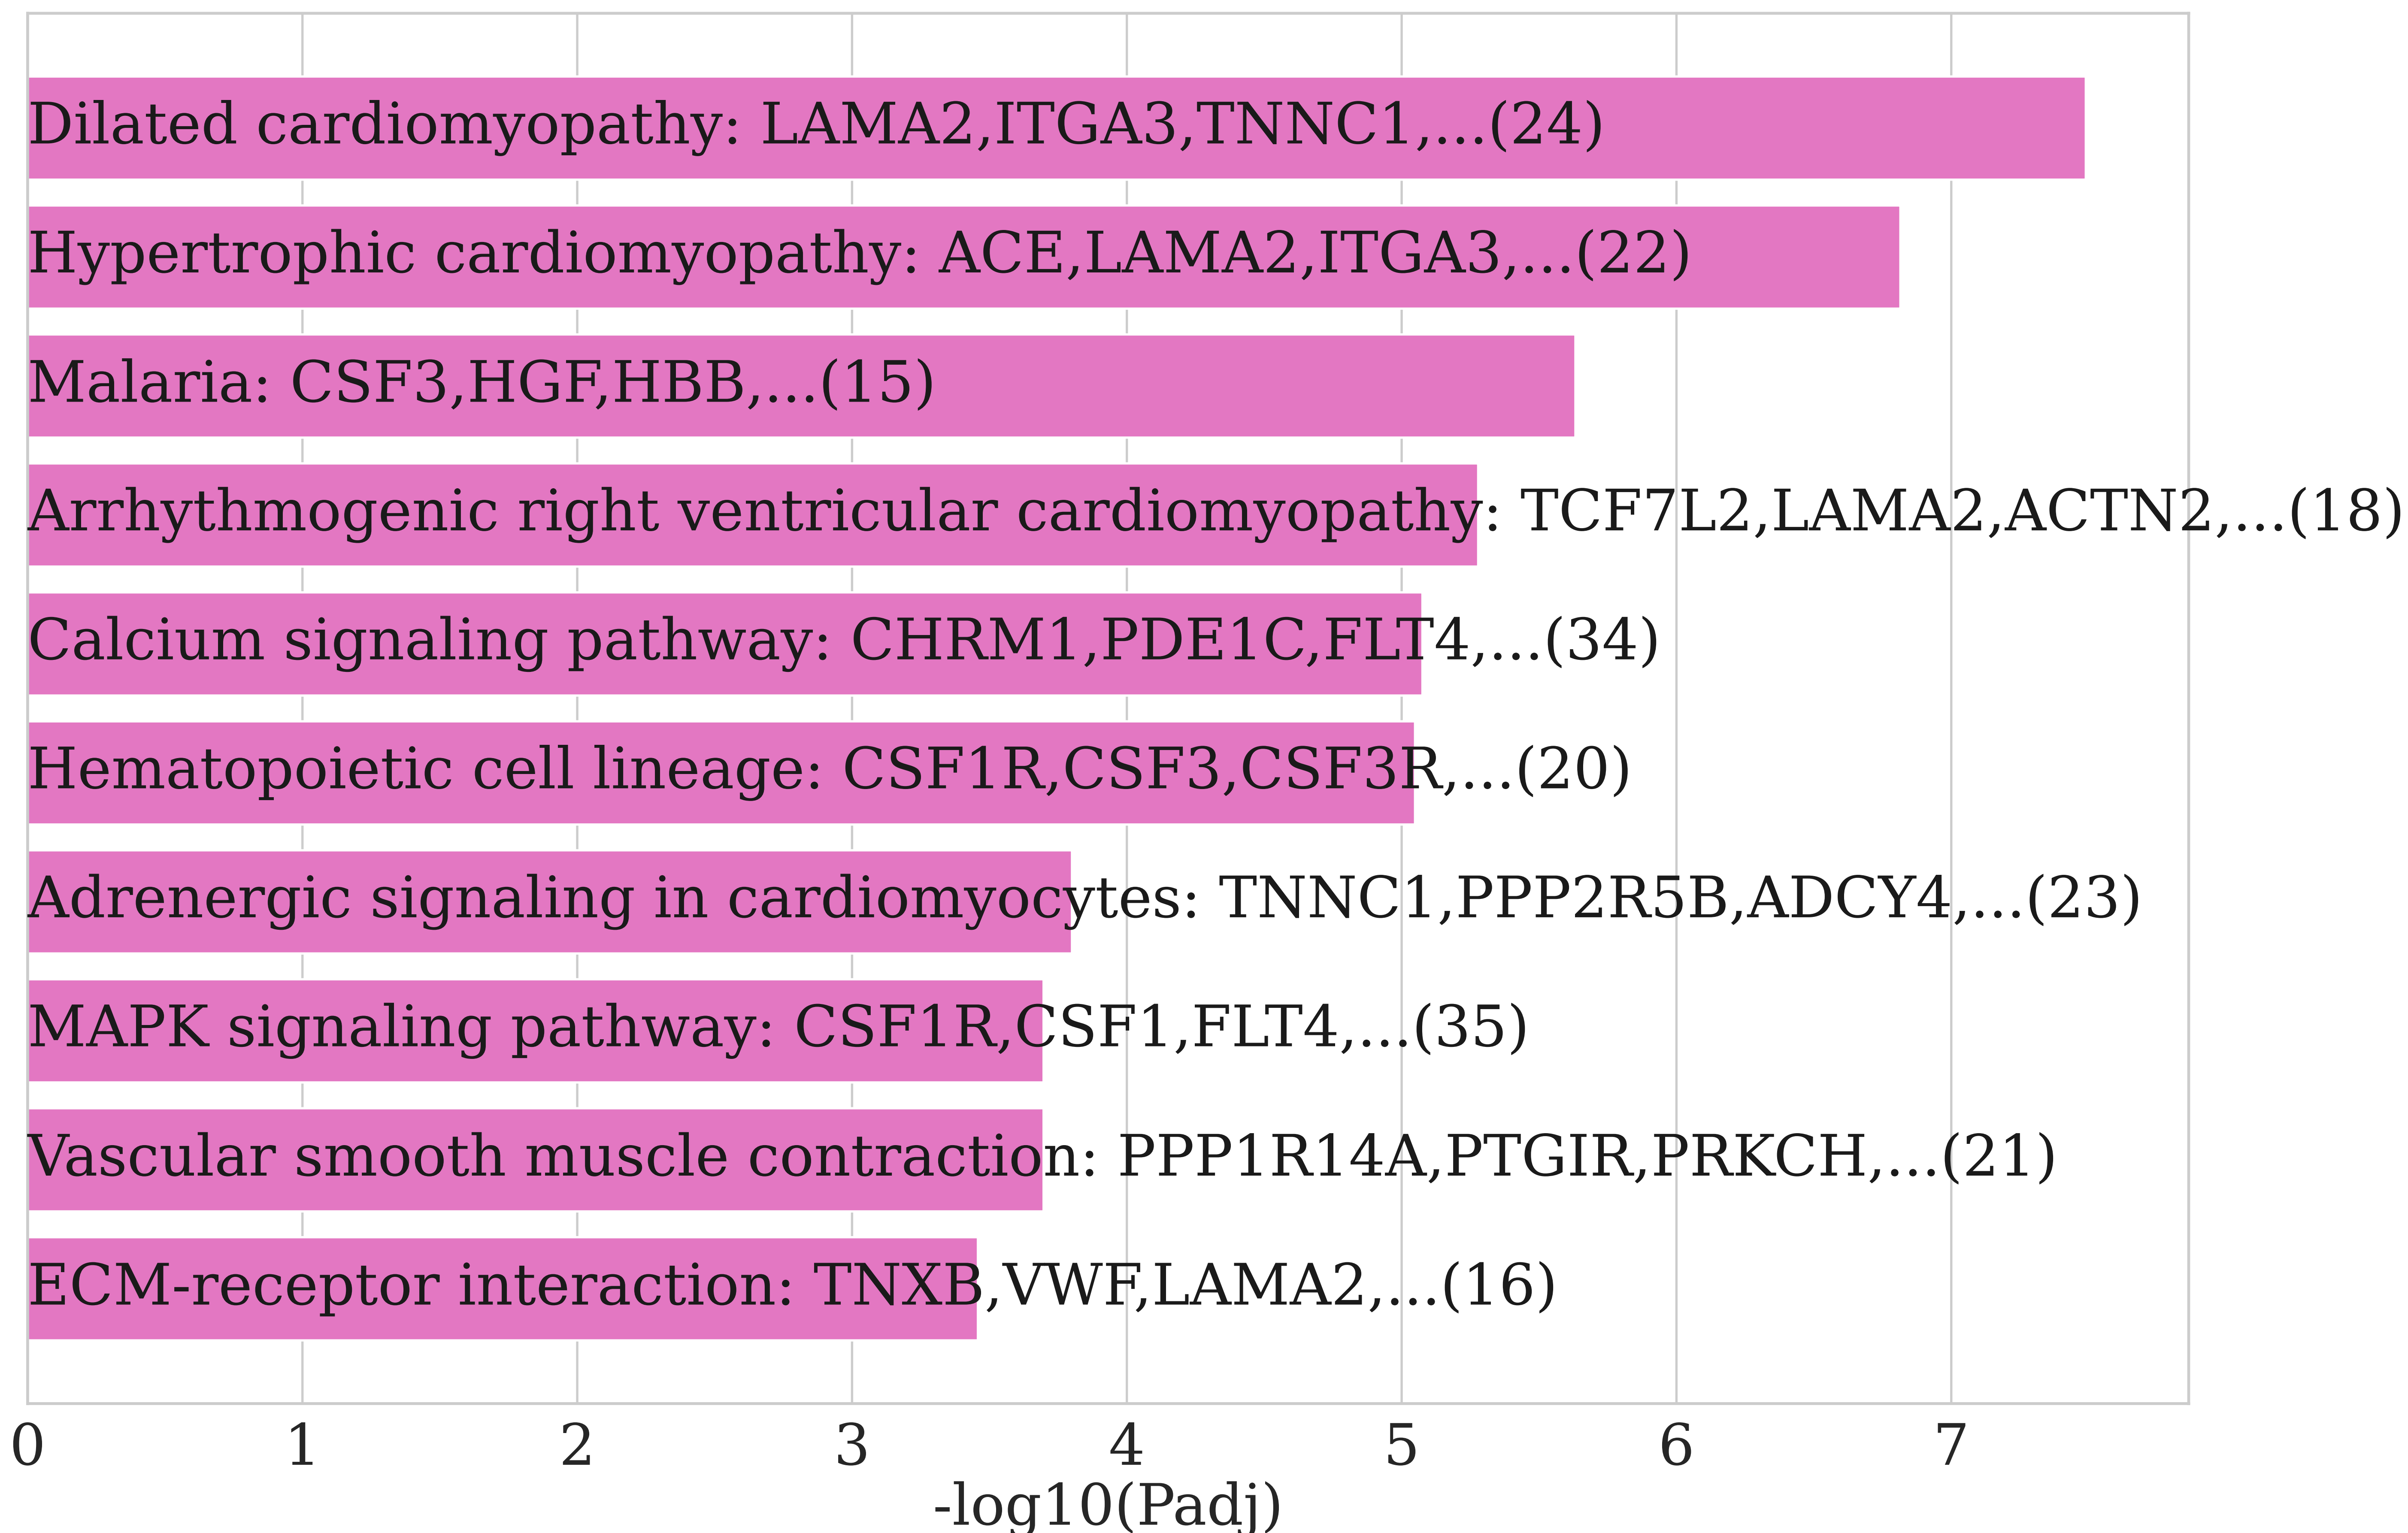 Dilated cardiomyopathy: LAMA2,ITGA3,TNNC1,...(24)
Hypertrophic cardiomyopathy: ACE,LAMA2,ITGA3,...(22)
Malaria: CSF3,HGF,HBB,...(15)
Arrhythmogenic right ventricular cardiomyopathy: TCF7L2,LAMA2,ACTN2,...(18)
Calcium signaling pathway: CHRM1,PDE1C,FLT4,...(34)
Hematopoietic cell lineage: CSF1R,CSF3,CSF3R,...(20)
Adrenergic signaling in cardiomyocytes: TNNC1,PPP2R5B,ADCY4,...(23)
MAPK signaling pathway: CSF1R,CSF1,FLT4,...(35)
Vascular smooth muscle contraction: PPP1R14A,PTGIR,PRKCH,...(21)
ECM-receptor interaction: TNXB,VWF,LAMA2,...(16)
0 1 2 3 4 5 6 7
-log10(Padj)